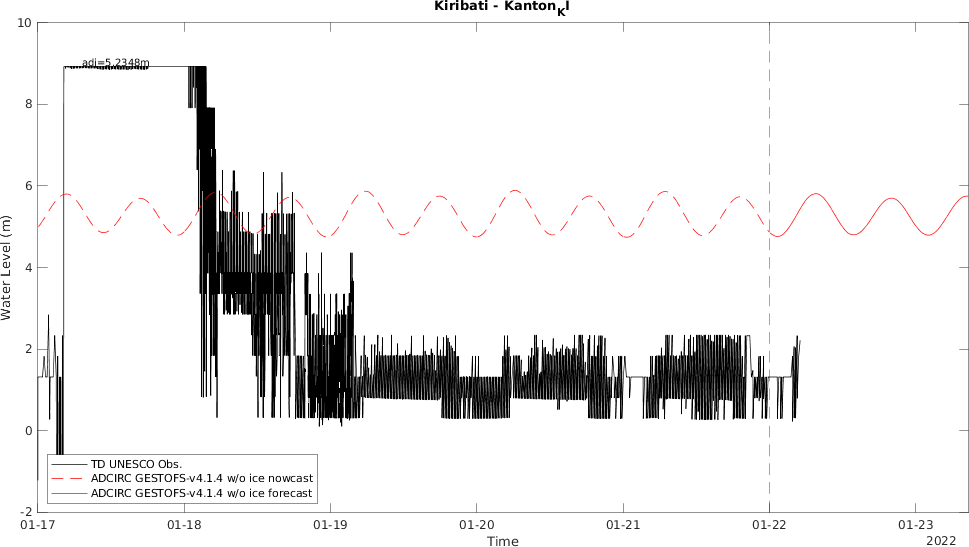 Kiribati - KantonKI
10
8
6
4
2
0
-2
Water Level (m)
adj=5.2348m
TD UNESCO Obs.
ADCIRC GESTOFS-v4.1.4 w/o ice nowcast
ADCIRC GESTOFS-v4.1.4 w/o ice forecast
01-17 01-18 01-19 01-20 01-21 01-22 01-23
Time
2022